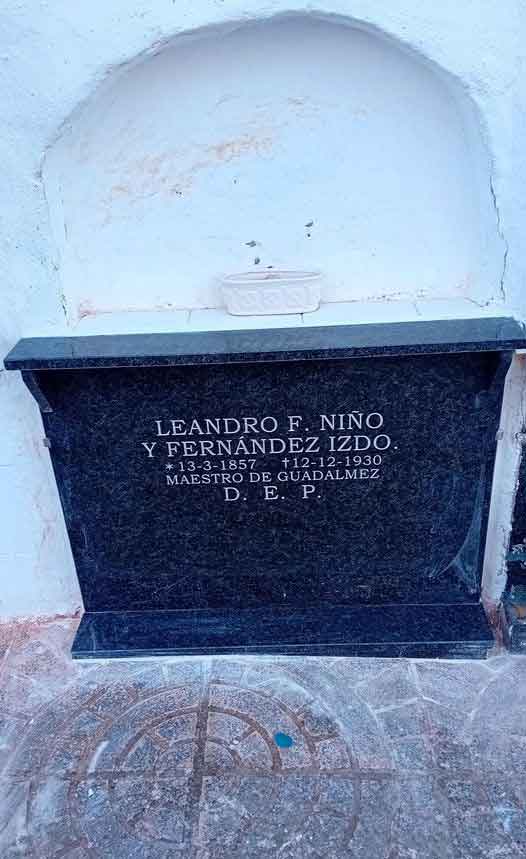 LEANDRO F. NIÑO
Y FERNÁNDEZ IZDO.
* 13-3-1857 †12-12-1930
MAESTRO DE GUADALMEZ
D. E. P.